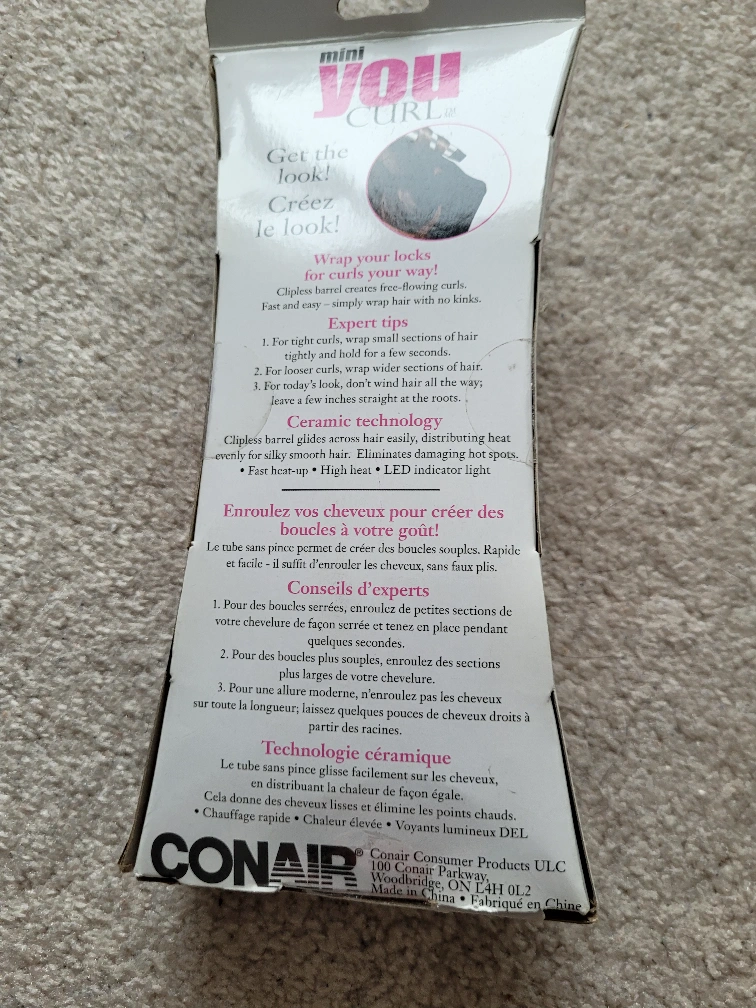 mini
you
CURL™
Get the
look!
Créez
le look!
Wrap your locks
for curls your way!
Clipless barrel creates free-flowing curls.
Fast and easy – simply wrap hair with no kinks.
Expert tips
1. For tight curls, wrap small sections of hair
tightly and hold for a few seconds.
2. For looser curls, wrap wider sections of hair.
3. For today's look, don't wind hair all the way;
leave a few inches straight at the roots.
Ceramic technology
Clipless barrel glides across hair easily, distributing heat
evenly for silky smooth hair. Eliminates damaging hot spots.
• Fast heat-up • High heat • LED indicator light
Enroulez vos cheveux pour créer des
boucles à votre goût!
Le tube sans pince permet de créer des boucles souples. Rapide
et facile - il suffit d'enrouler les cheveux, sans faux plis.
Conseils d'experts
1. Pour des boucles serrées, enroulez de petites sections de
votre chevelure de façon serrée et tenez en place pendant
quelques secondes.
2. Pour des boucles plus souples, enroulez des sections
plus larges de votre chevelure.
3. Pour une allure moderne, n'enroulez pas les cheveux
sur toute la longueur; laissez quelques pouces de cheveux droits à
partir des racines.
Technologie céramique
Le tube sans pince glisse facilement sur les cheveux,
en distribuant la chaleur de façon égale.
Cela donne des cheveux lisses et élimine les points chauds.
• Chauffage rapide • Chaleur élevée • Voyants lumineux DEL
CONAIR®
Conair Consumer Products ULC
100 Conair Parkway,
Woodbridge, ON L4H 0L2
Made in China • Fabriqué en Chine